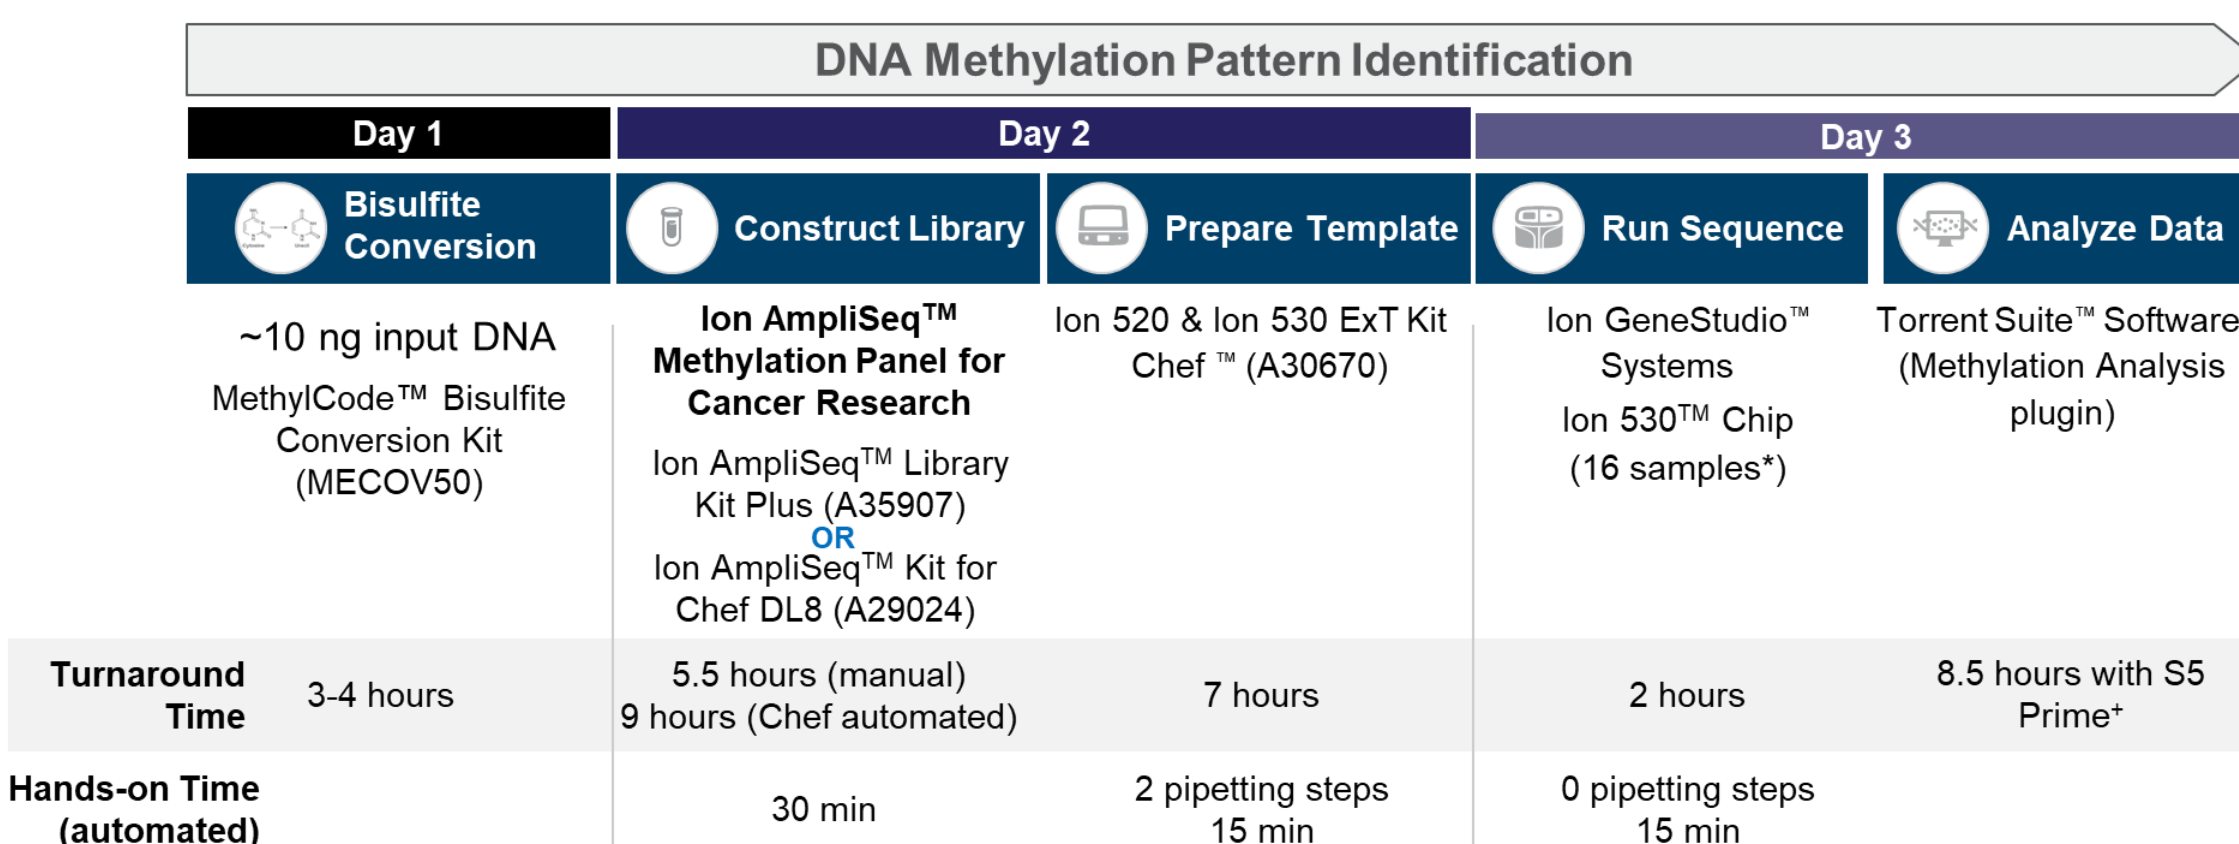 DNA Methylation Pattern Identification
Day 1
Day 2
Day 3
Bisulfite
Conversion
Construct Library
Prepare Template
Run Sequence
Analyze Data
~10 ng input DNA
MethylCode™ Bisulfite
Conversion Kit
(MECOV50)
Ion AmpliSeq™
Methylation Panel for
Cancer Research
Ion AmpliSeq™ Library
Kit Plus (A35907)
OR
Ion AmpliSeq™ Kit for
Chef DL8 (A29024)
Ion 520 & Ion 530 ExT Kit
Chef ™ (A30670)
Ion GeneStudio™
Systems
Ion 530™ Chip
(16 samples*)
Torrent Suite™ Software
(Methylation Analysis
plugin)
Turnaround
Time
3-4 hours
5.5 hours (manual)
9 hours (Chef automated)
7 hours
2 hours
8.5 hours with S5
Prime⁺
Hands-on Time
(automated)
30 min
2 pipetting steps
15 min
0 pipetting steps
15 min